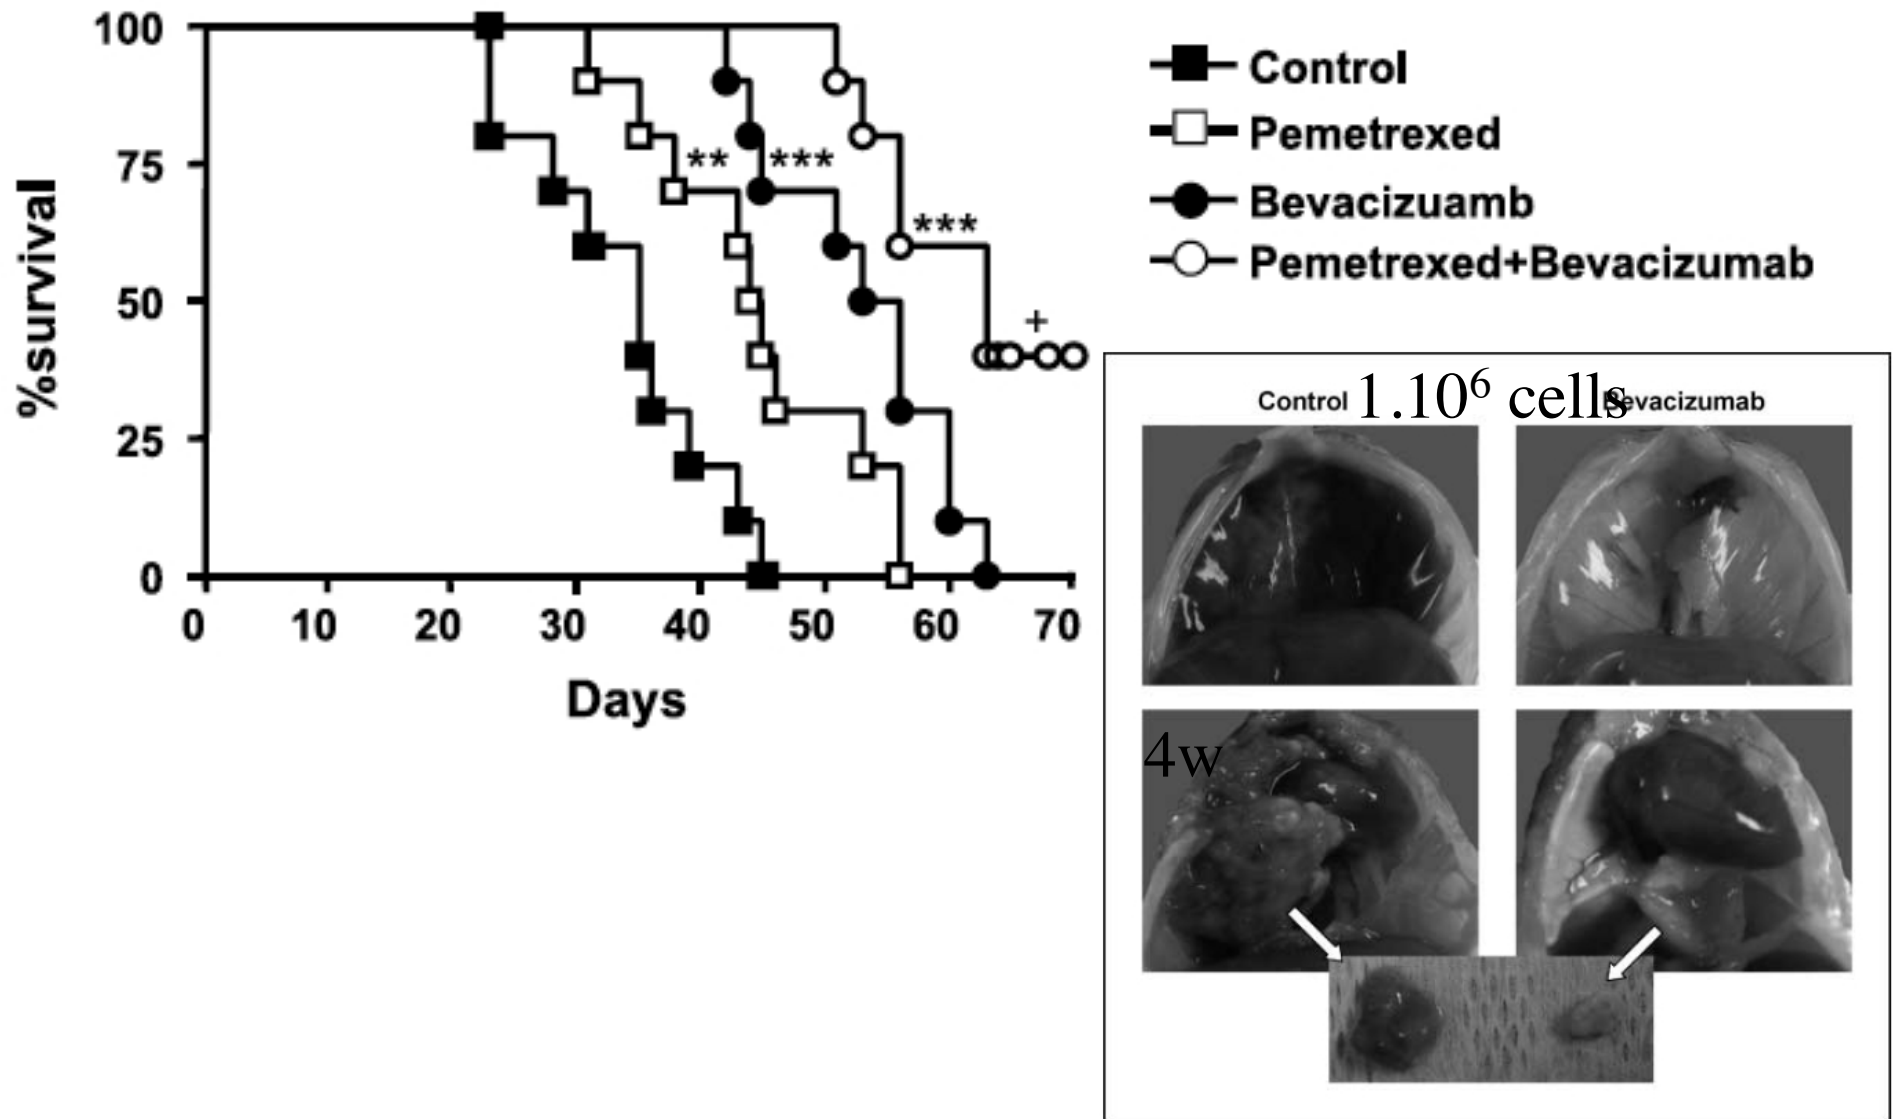 100
75
50
25
0
%survival
** ***
***
+
0 10 20 30 40 50 60 70
Days
Control
Pemetrexed
Bevacizuamb
Pemetrexed+Bevacizumab
Control 1.10⁶ cells Bevacizumab
4w